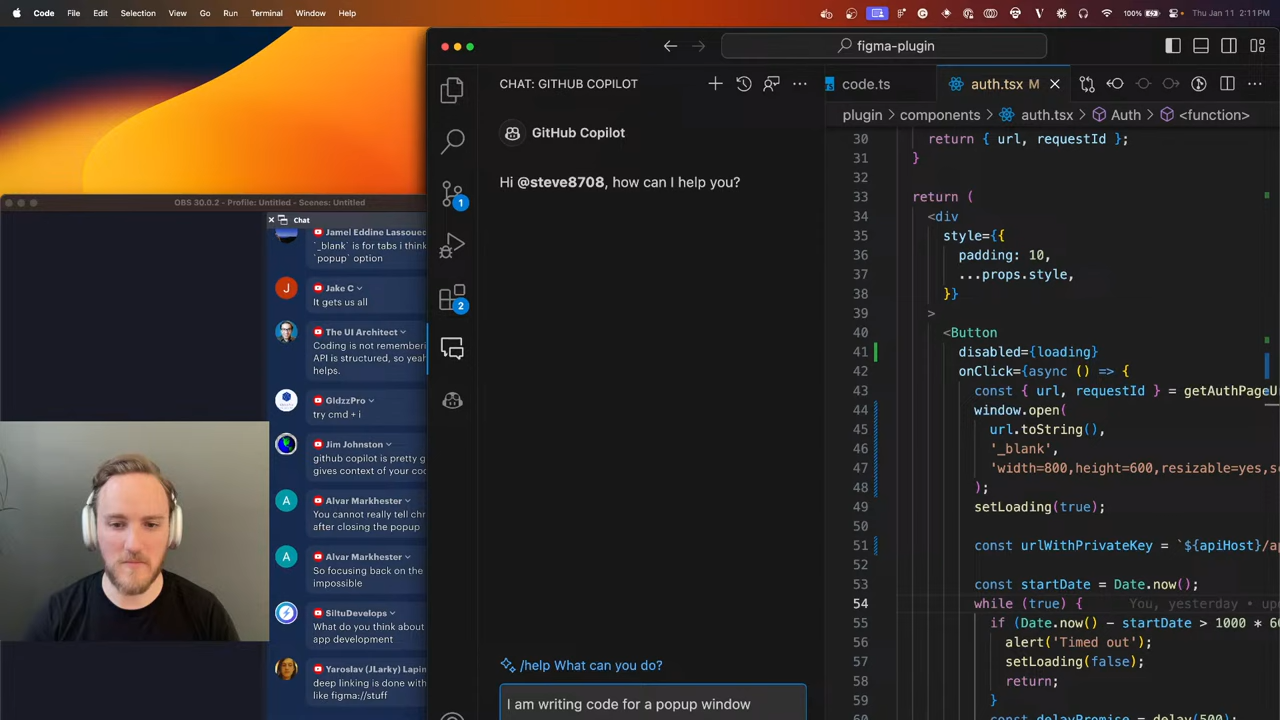 Code File Edit Selection View Go Run Terminal Window Help 100% Thu Jan 11 2:11 PM
figma-plugin
CHAT: GITHUB COPILOT
GitHub Copilot
Hi @steve8708, how can I help you?
/help What can you do?
I am writing code for a popup window
1
2
code.ts
auth.tsx M
plugin > components > auth.tsx > Auth > <function>
30 return { url, requestId };
31 }
32
33 return (
34 <div
35 style={{
36 padding: 10,
37 ...props.style,
38 }}
39 >
40 <Button
41 disabled={loading}
42 onClick={async () => {
43 const { url, requestId } = getAuthPageU
44 window.open(
45 url.toString(),
46 '_blank',
47 'width=800,height=600,resizable=yes,s
48 );
49 setLoading(true);
50
51 const urlWithPrivateKey = `${apiHost}/a
52
53 const startDate = Date.now();
54 while (true) { You, yesterday • up
55 if (Date.now() - startDate > 1000 * 6
56 alert('Timed out');
57 setLoading(false);
58 return;
59 }
const delayPromise = delay(500);
OBS 30.0.2 - Profile: Untitled - Scenes: Untitled
Chat
Jamel Eddine Lassoued
`_blank` is for tabs i think
`popup` option
J
Jake C
It gets us all
The UI Architect
Coding is not rememberi
API is structured, so yeah
helps.
GldzzPro
try cmd + i
Jim Johnston
github copilot is pretty g
gives context of your co
A
Alvar Markhester
You cannot really tell chr
after closing the popup
A
Alvar Markhester
So focusing back on the
impossible
SiltuDevelops
What do you think about
app development
Yaroslav (JLarky) Lapin
deep linking is done with
like figma://stuff